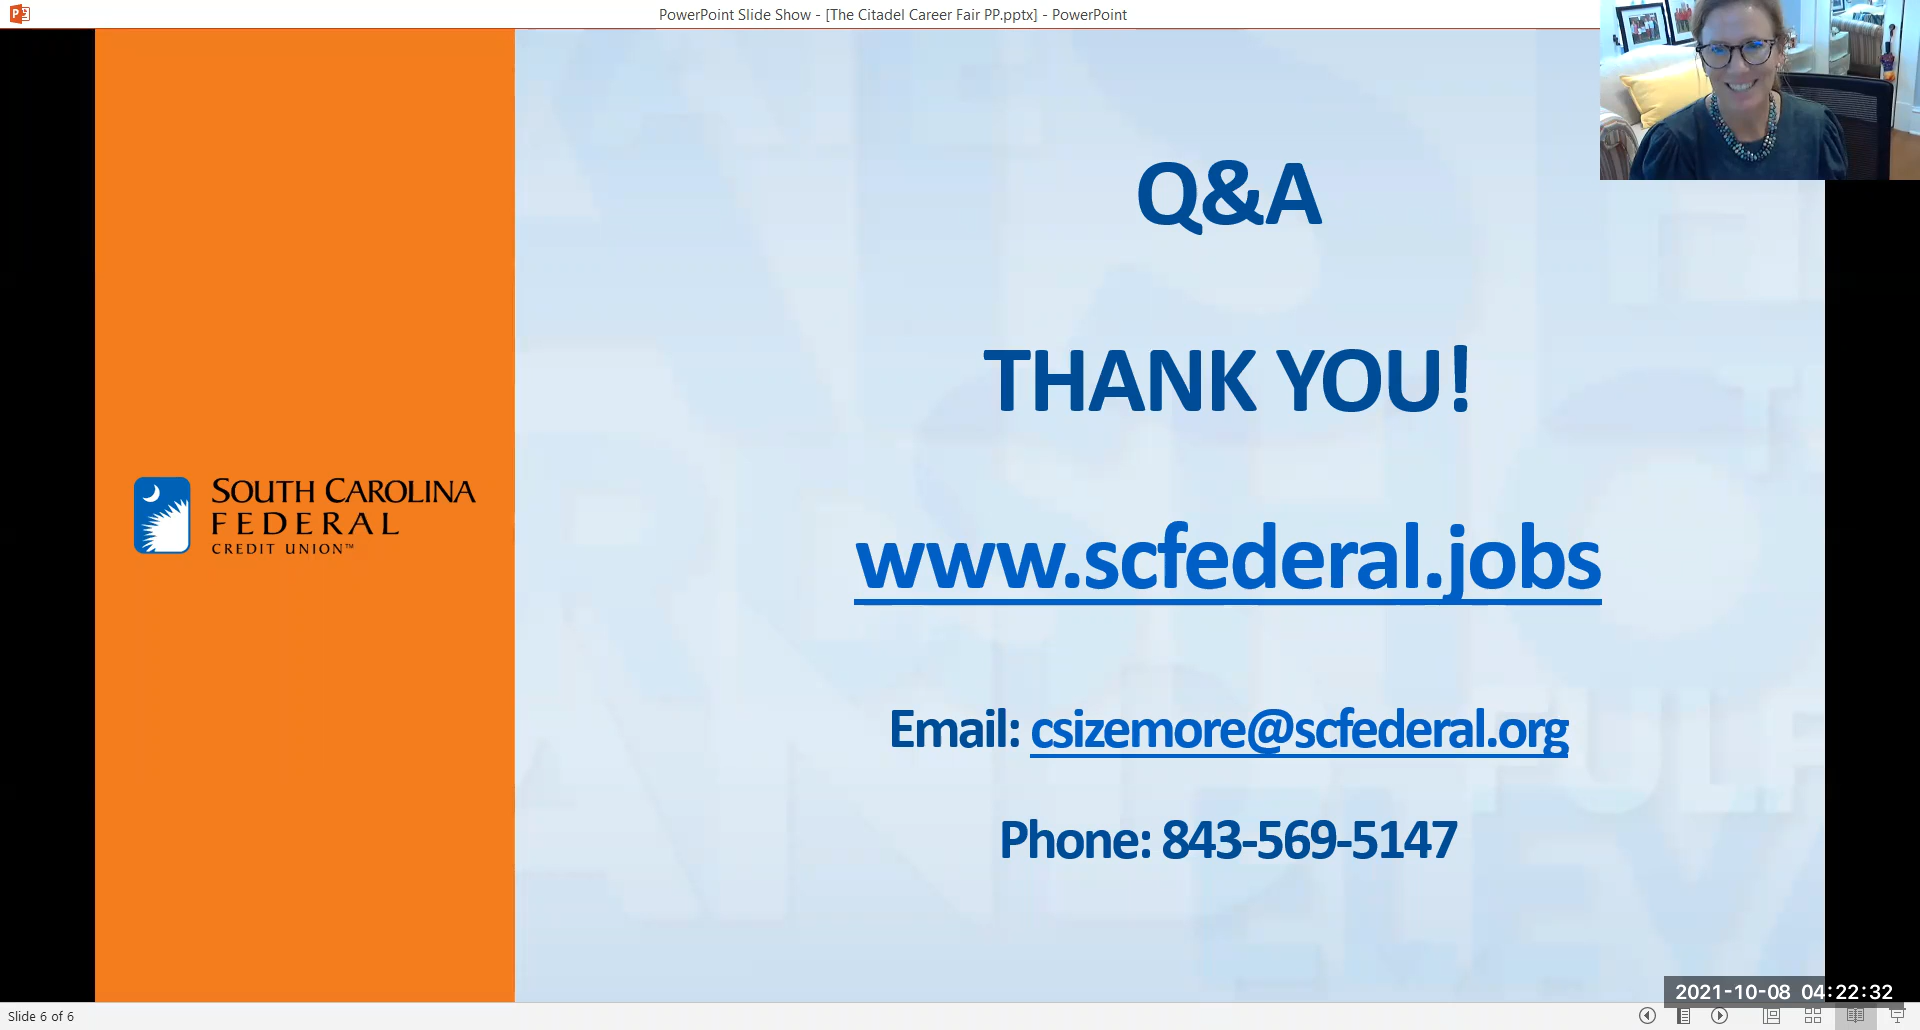 PowerPoint Slide Show - [The Citadel Career Fair PP.pptx] - PowerPoint
Q&A
THANK YOU!
SOUTH CAROLINA
FEDERAL
CREDIT UNION™
www.scfederal.jobs
Email: csizemore@scfederal.org
Phone: 843-569-5147
2021-10-08 04:22:32
Slide 6 of 6